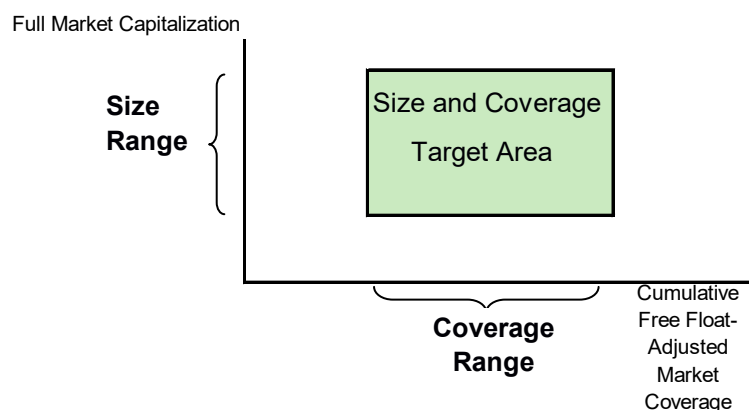 Full Market Capitalization
Size
Range
Size and Coverage
Target Area
Coverage
Range
Cumulative
Free Float-
Adjusted
Market
Coverage